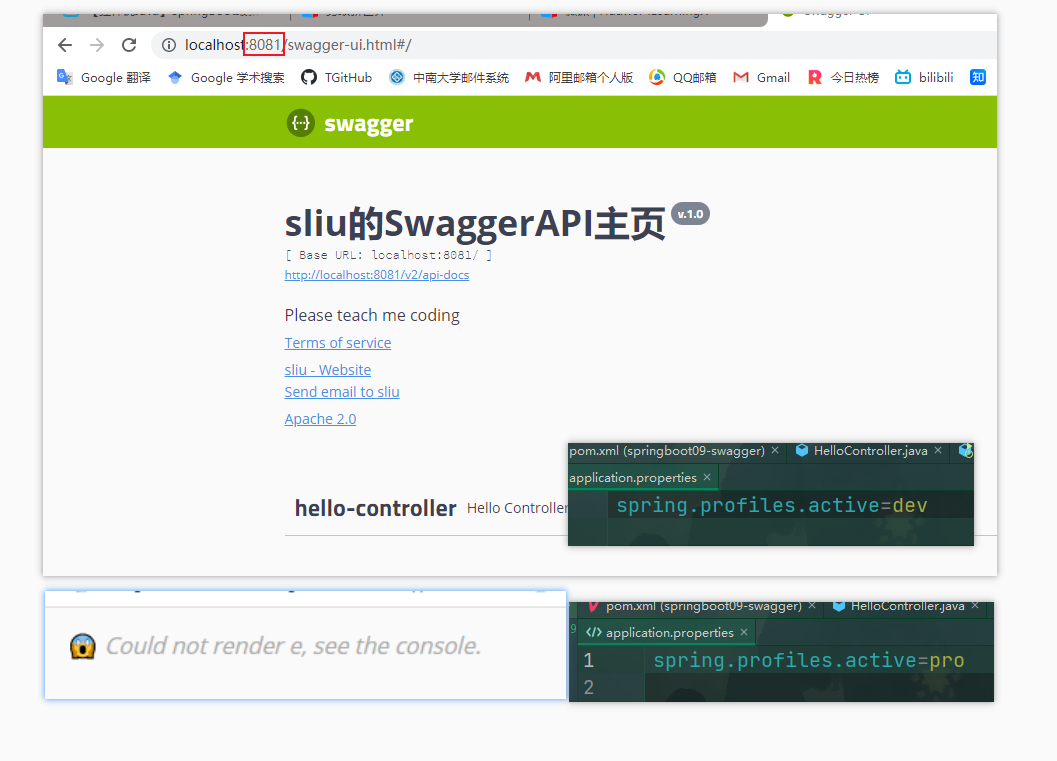 localhost:8081/swagger-ui.html#/
Google 翻译 Google 学术搜索 TGitHub 中南大学邮件系统 阿里邮箱个人版 QQ邮箱 Gmail 今日热榜 bilibili 知
{···} swagger
sliu的SwaggerAPI主页 v.1.0
[ Base URL: localhost:8081/ ]
http://localhost:8081/v2/api-docs
Please teach me coding
Terms of service
sliu - Website
Send email to sliu
Apache 2.0
hello-controller Hello Controller
pom.xml (springboot09-swagger) × HelloController.java ×
application.properties ×
spring.profiles.active=dev
Could not render e, see the console.
pom.xml (springboot09-swagger) × HelloController.java ×
application.properties ×
1 spring.profiles.active=pro
2